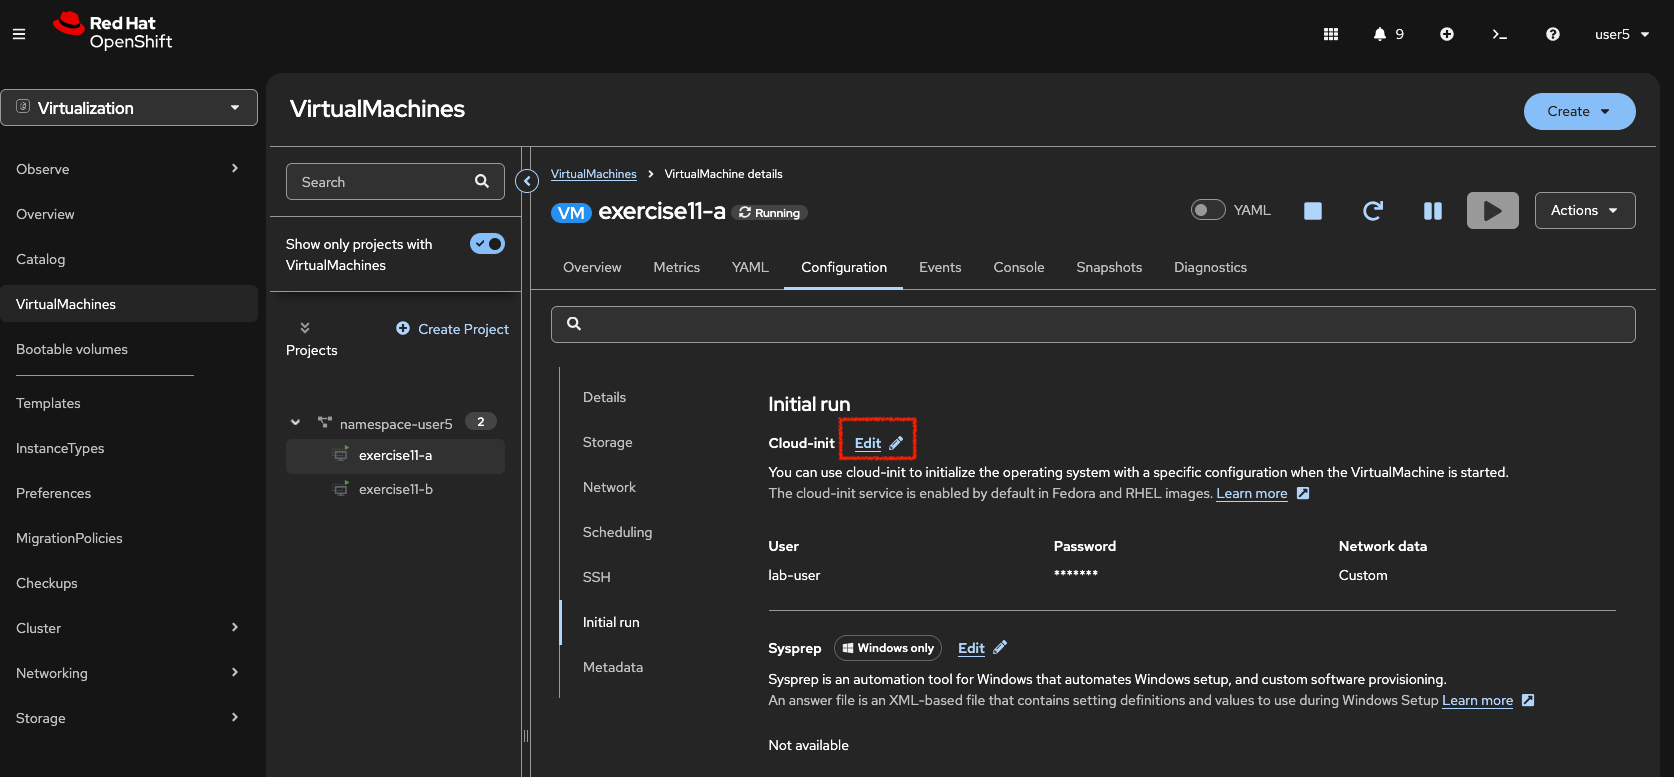 Red Hat
OpenShift
9
user5
Virtualization
Observe
Overview
Catalog
VirtualMachines
Bootable volumes
Templates
InstanceTypes
Preferences
MigrationPolicies
Checkups
Cluster
Networking
Storage
VirtualMachines
Create
Search
Show only projects with
VirtualMachines
Create Project
Projects
namespace-user5 2
exercise11-a
exercise11-b
VirtualMachines > VirtualMachine details
VM exercise11-a Running
YAML
Actions
Overview Metrics YAML Configuration Events Console Snapshots Diagnostics
Details
Storage
Network
Scheduling
SSH
Initial run
Metadata
Initial run
Cloud-init Edit
You can use cloud-init to initialize the operating system with a specific configuration when the VirtualMachine is started.
The cloud-init service is enabled by default in Fedora and RHEL images. Learn more
User Password Network data
lab-user ******* Custom
Sysprep Windows only Edit
Sysprep is an automation tool for Windows that automates Windows setup, and custom software provisioning.
An answer file is an XML-based file that contains setting definitions and values to use during Windows Setup Learn more
Not available